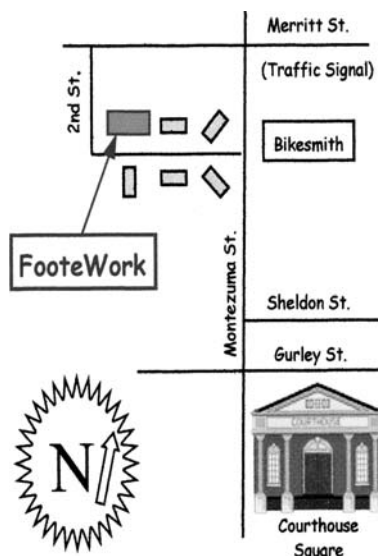 Merritt St.
(Traffic Signal)
2nd St.
Bikesmith
FooteWork
Montezuma St.
Sheldon St.
Gurley St.
N
COURTHOUSE
Courthouse
Square